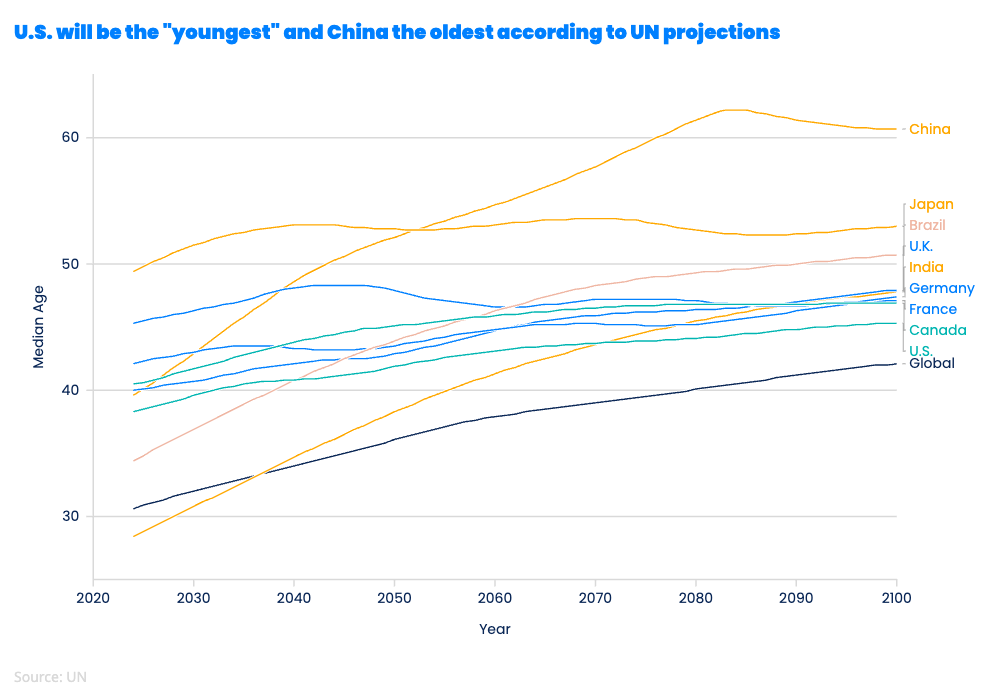 U.S. will be the "youngest" and China the oldest according to UN projections
60
50
40
30
Median Age
2020 2030 2040 2050 2060 2070 2080 2090 2100
Year
China
Japan
Brazil
U.K.
India
Germany
France
Canada
U.S.
Global
Source: UN